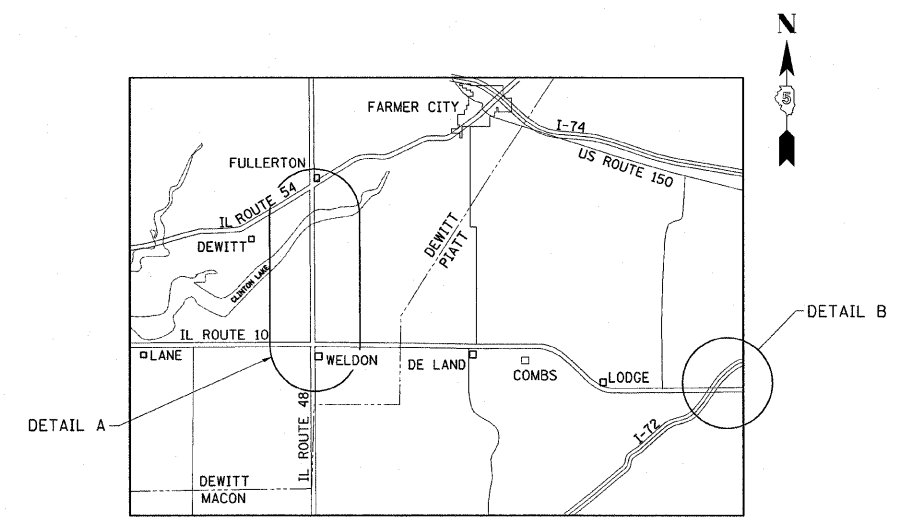 N
5
FARMER CITY
I-74
US ROUTE 150
FULLERTON
IL ROUTE 54
DEWITT
CLINTON LAKE
DEWITT
PIATT
DETAIL B
IL ROUTE 10
LANE
WELDON
DE LAND
COMBS
LODGE
DETAIL A
IL ROUTE 48
I-72
DEWITT
MACON